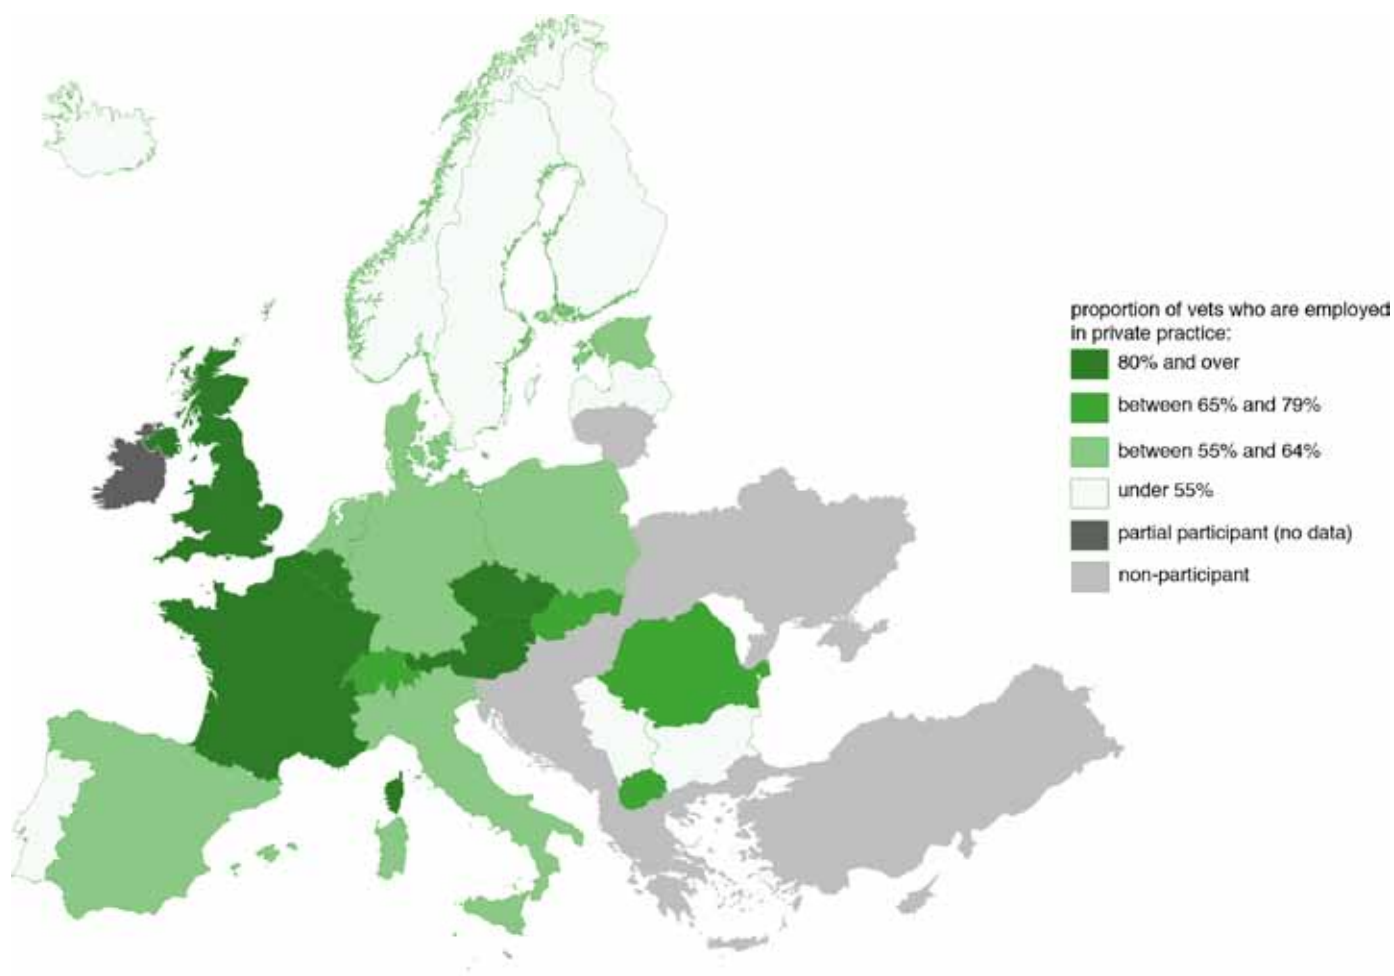 proportion of vets who are employed
in private practice:
80% and over
between 65% and 79%
between 55% and 64%
under 55%
partial participant (no data)
non-participant